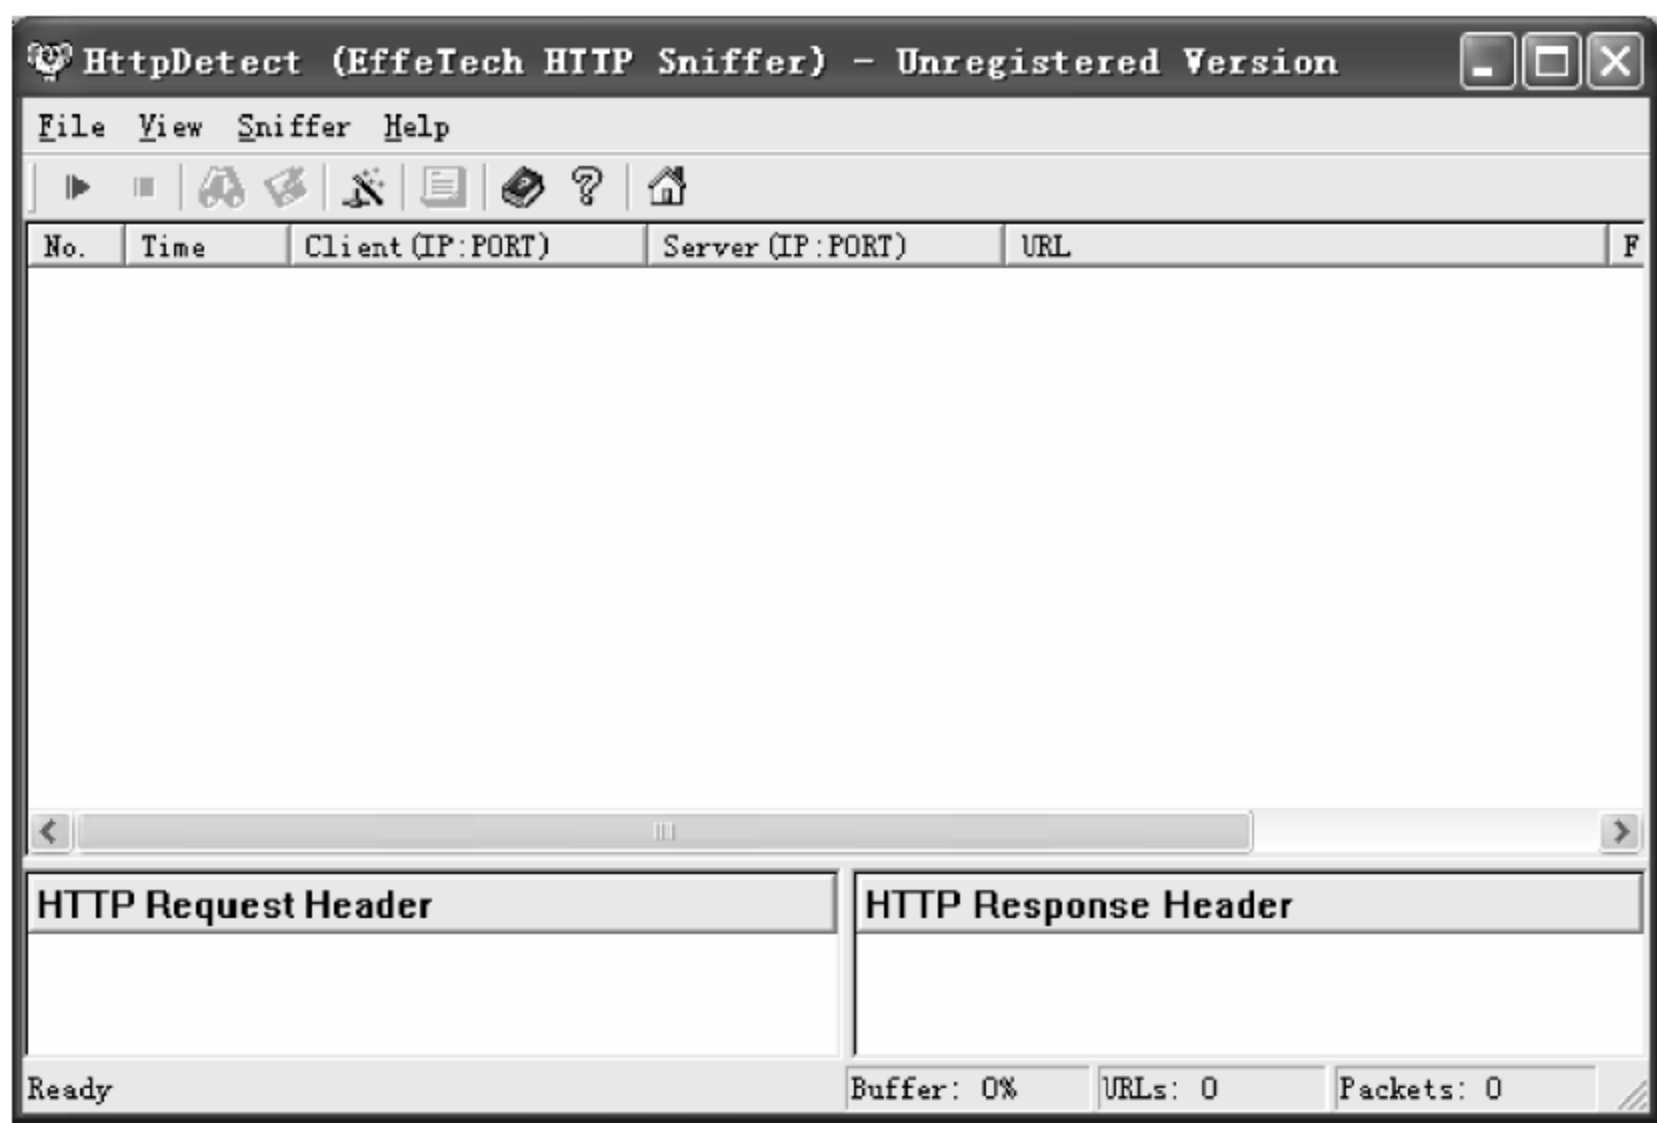 HttpDetect (EffeTech HTTP Sniffer) - Unregistered Version
File View Sniffer Help
No. Time Client(IP:PORT) Server(IP:PORT) URL F
HTTP Request Header HTTP Response Header
Ready Buffer: 0% URLs: 0 Packets: 0